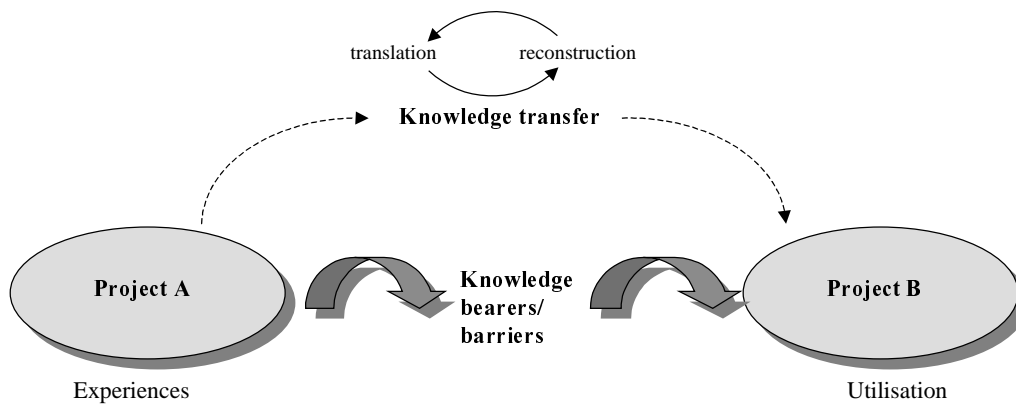 translation
reconstruction
Knowledge transfer
Project A
Knowledge
bearers/
barriers
Project B
Experiences
Utilisation